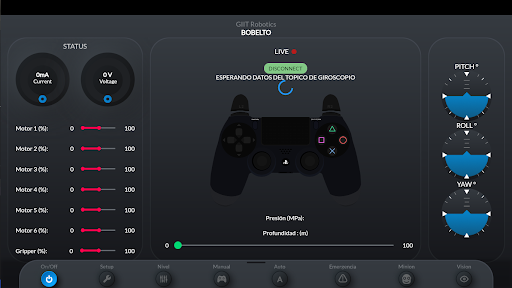 GRT Robotics
BOBELTO
STATUS
0mA
Current
0 V
Voltage
Motor 1 (%): 0 100
Motor 2 (%): 0 100
Motor 3 (%): 0 100
Motor 4 (%): 0 100
Motor 5 (%): 0 100
Motor 6 (%): 0 100
Gripper (%): 0 100
LIVE
DISCONNECT
ESPERANDO DATOS DEL TOPICO DE GIROSCOPIO
Presión (MPa):
Profundidad : (m)
0 100
PITCH º
ROLL º
YAW º
On/Off Setup Nivel Manual Auto Emergencia Minion Vision